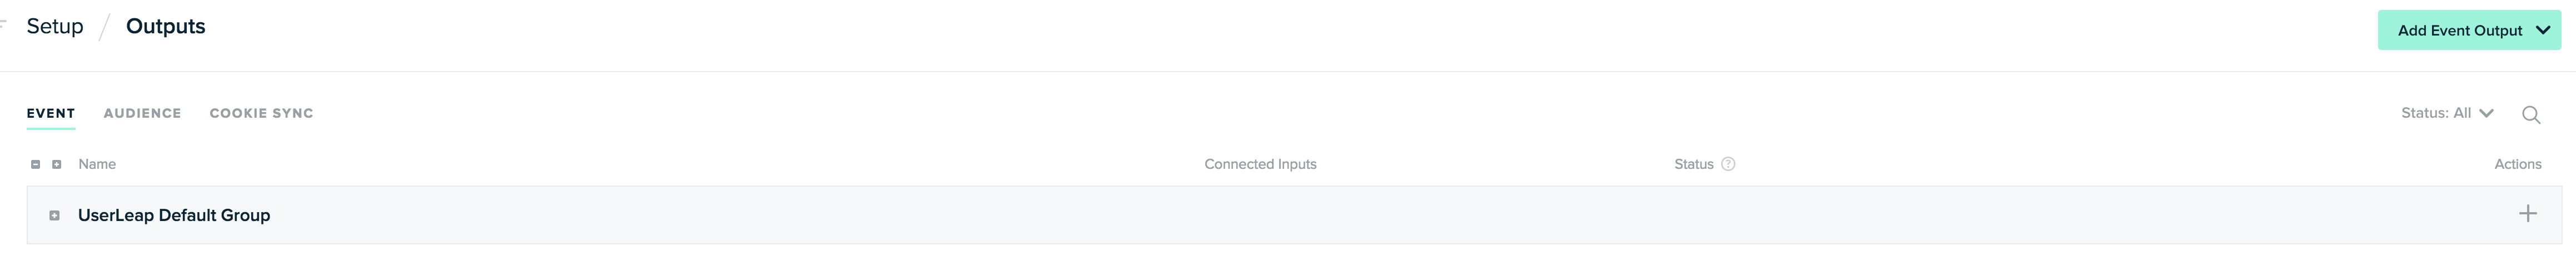 Setup / Outputs
Add Event Output
EVENT AUDIENCE COOKIE SYNC
Status: All
Name Connected Inputs Status Actions
UserLeap Default Group